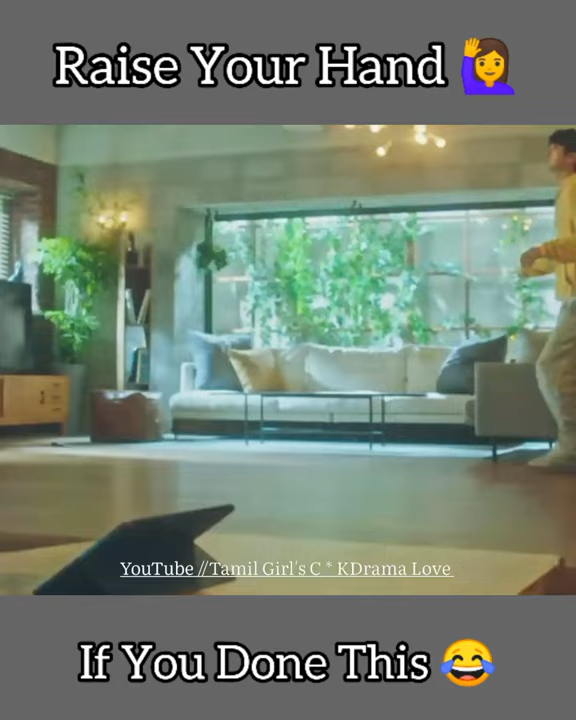 Raise Your Hand 🙋‍♀️
YouTube //Tamil Girl's C * KDrama Love
If You Done This 😂